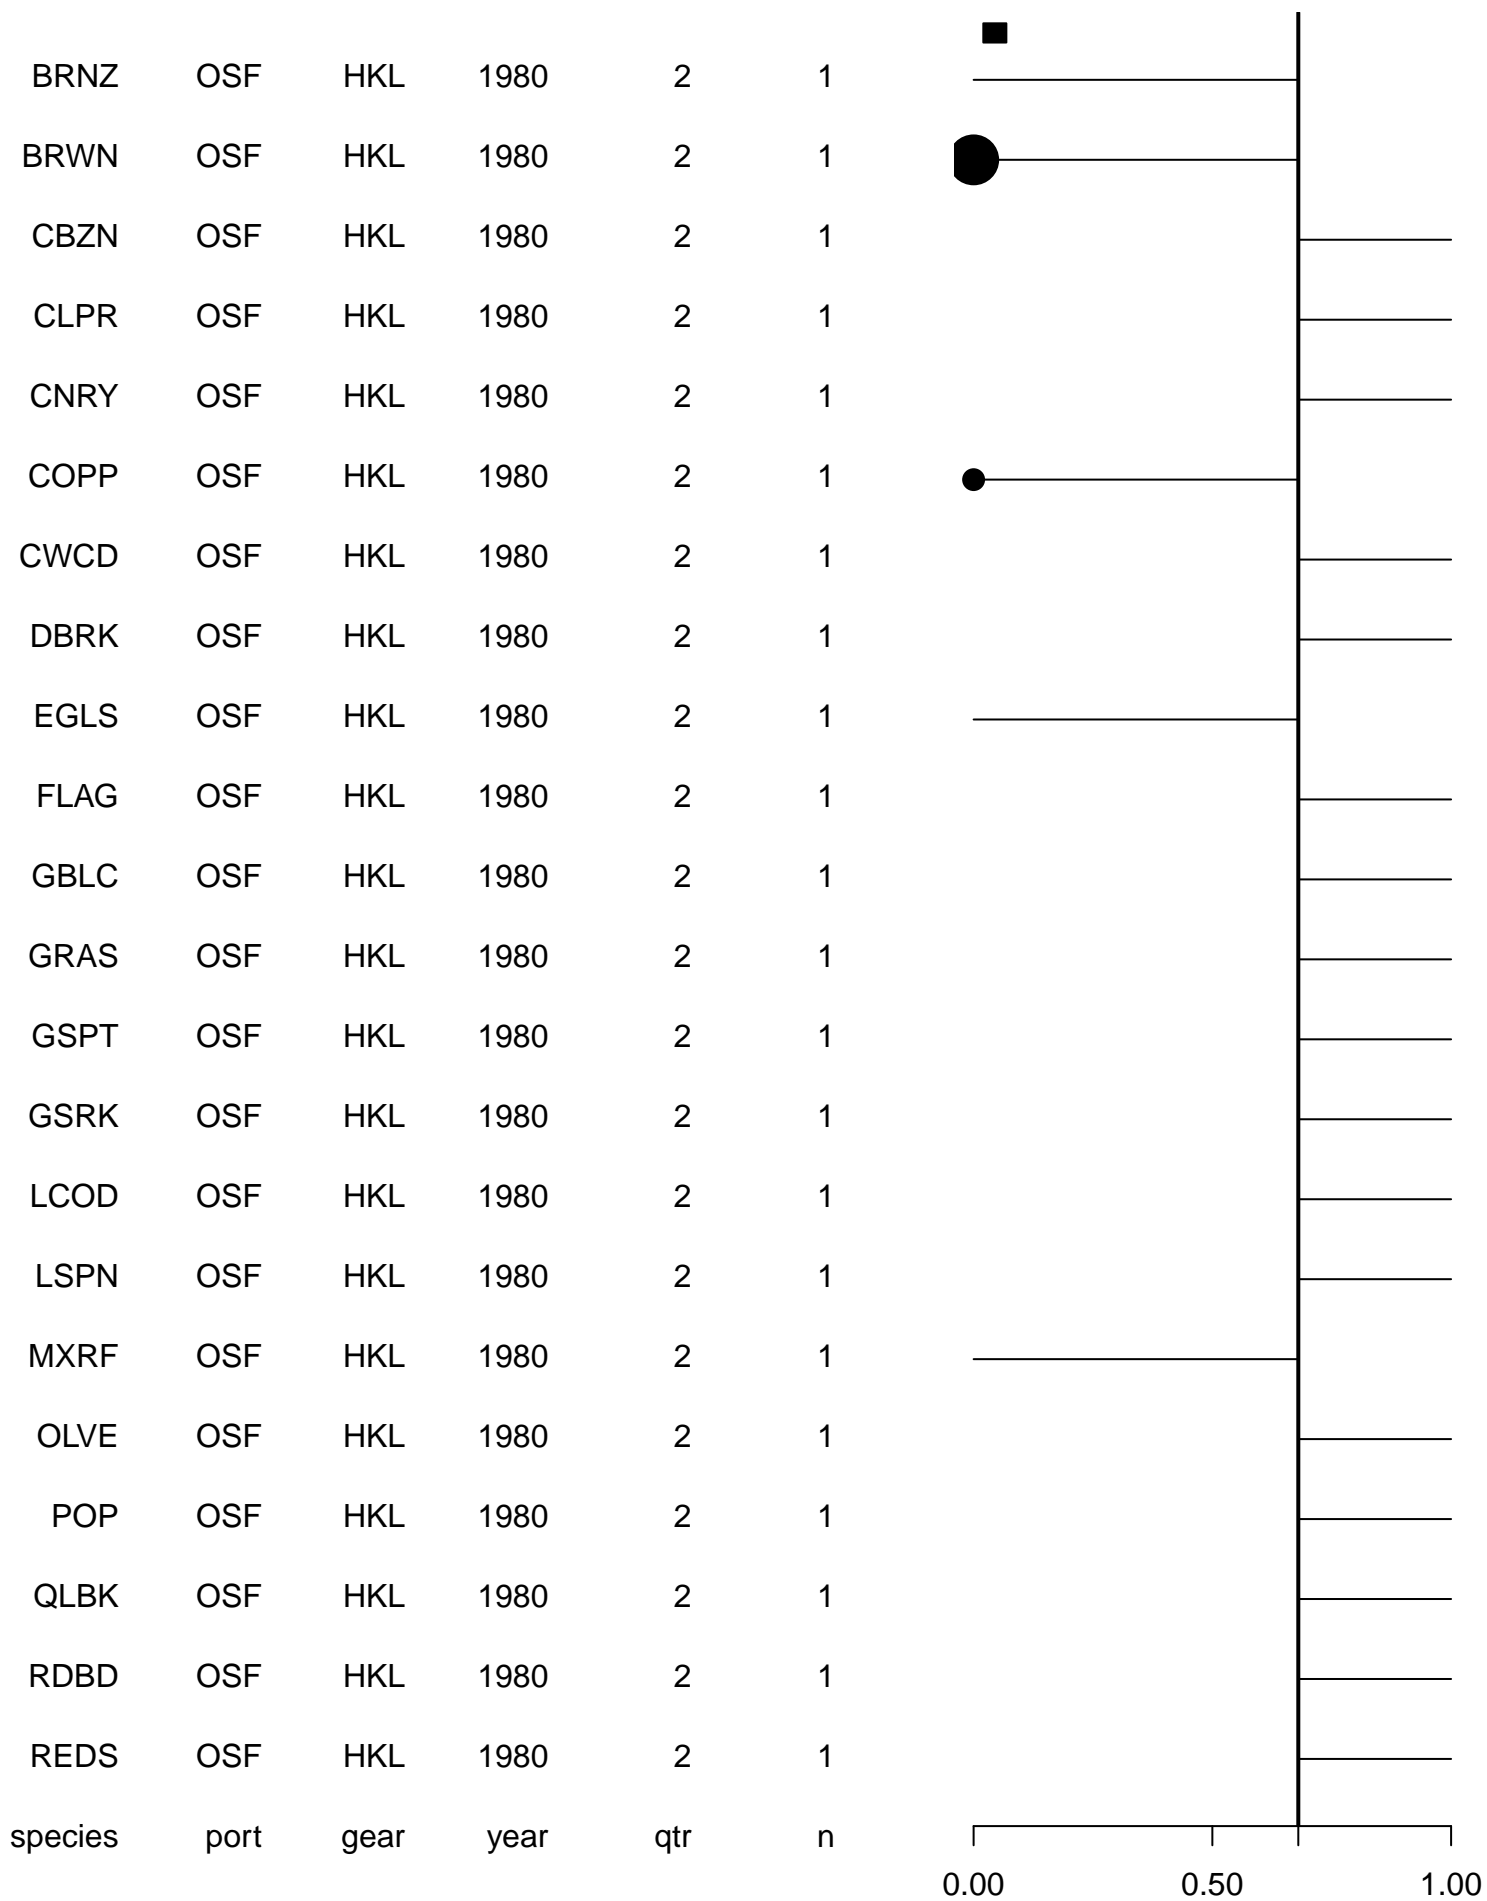 BRNZ OSF HKL 1980 2 1
BRWN OSF HKL 1980 2 1
CBZN OSF HKL 1980 2 1
CLPR OSF HKL 1980 2 1
CNRY OSF HKL 1980 2 1
COPP OSF HKL 1980 2 1
CWCD OSF HKL 1980 2 1
DBRK OSF HKL 1980 2 1
EGLS OSF HKL 1980 2 1
FLAG OSF HKL 1980 2 1
GBLC OSF HKL 1980 2 1
GRAS OSF HKL 1980 2 1
GSPT OSF HKL 1980 2 1
GSRK OSF HKL 1980 2 1
LCOD OSF HKL 1980 2 1
LSPN OSF HKL 1980 2 1
MXRF OSF HKL 1980 2 1
OLVE OSF HKL 1980 2 1
POP OSF HKL 1980 2 1
QLBK OSF HKL 1980 2 1
RDBD OSF HKL 1980 2 1
REDS OSF HKL 1980 2 1
species port gear year qtr n
0.00 0.50 1.00